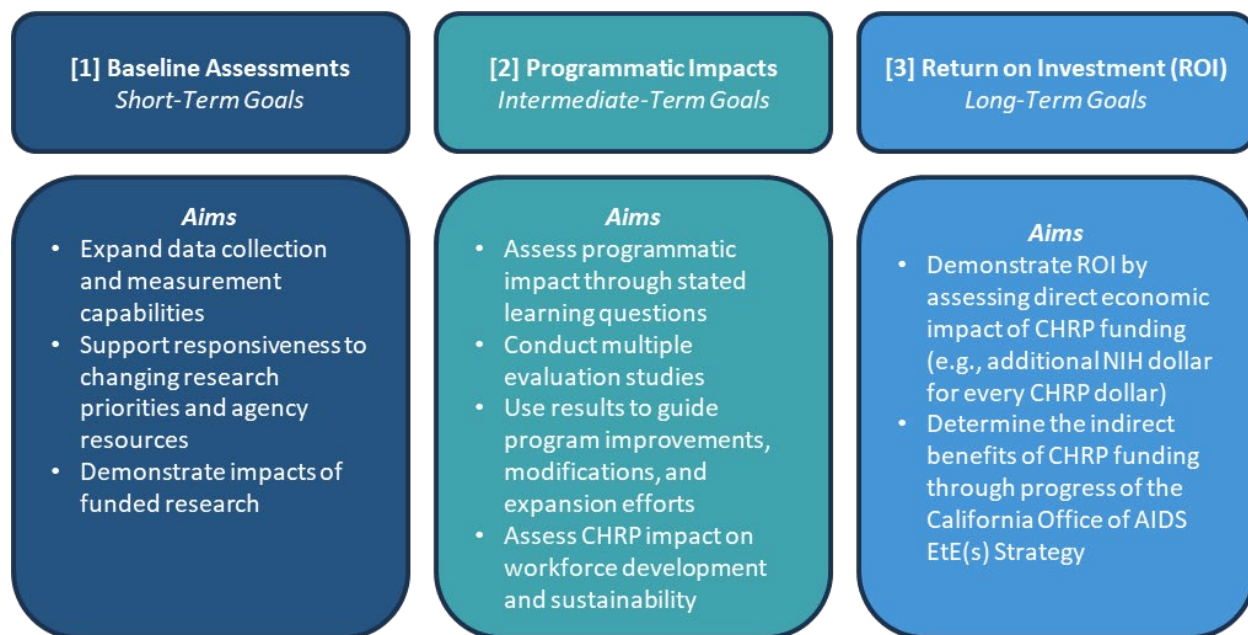 [1] Baseline Assessments
Short-Term Goals
[2] Programmatic Impacts
Intermediate-Term Goals
[3] Return on Investment (ROI)
Long-Term Goals
Aims
• Expand data collection
and measurement
capabilities
• Support responsiveness to
changing research
priorities and agency
resources
• Demonstrate impacts of
funded research
Aims
• Assess programmatic
impact through stated
learning questions
• Conduct multiple
evaluation studies
• Use results to guide
program improvements,
modifications, and
expansion efforts
• Assess CHRP impact on
workforce development
and sustainability
Aims
• Demonstrate ROI by
assessing direct economic
impact of CHRP funding
(e.g., additional NIH dollar
for every CHRP dollar)
• Determine the indirect
benefits of CHRP funding
through progress of the
California Office of AIDS
EtE(s) Strategy